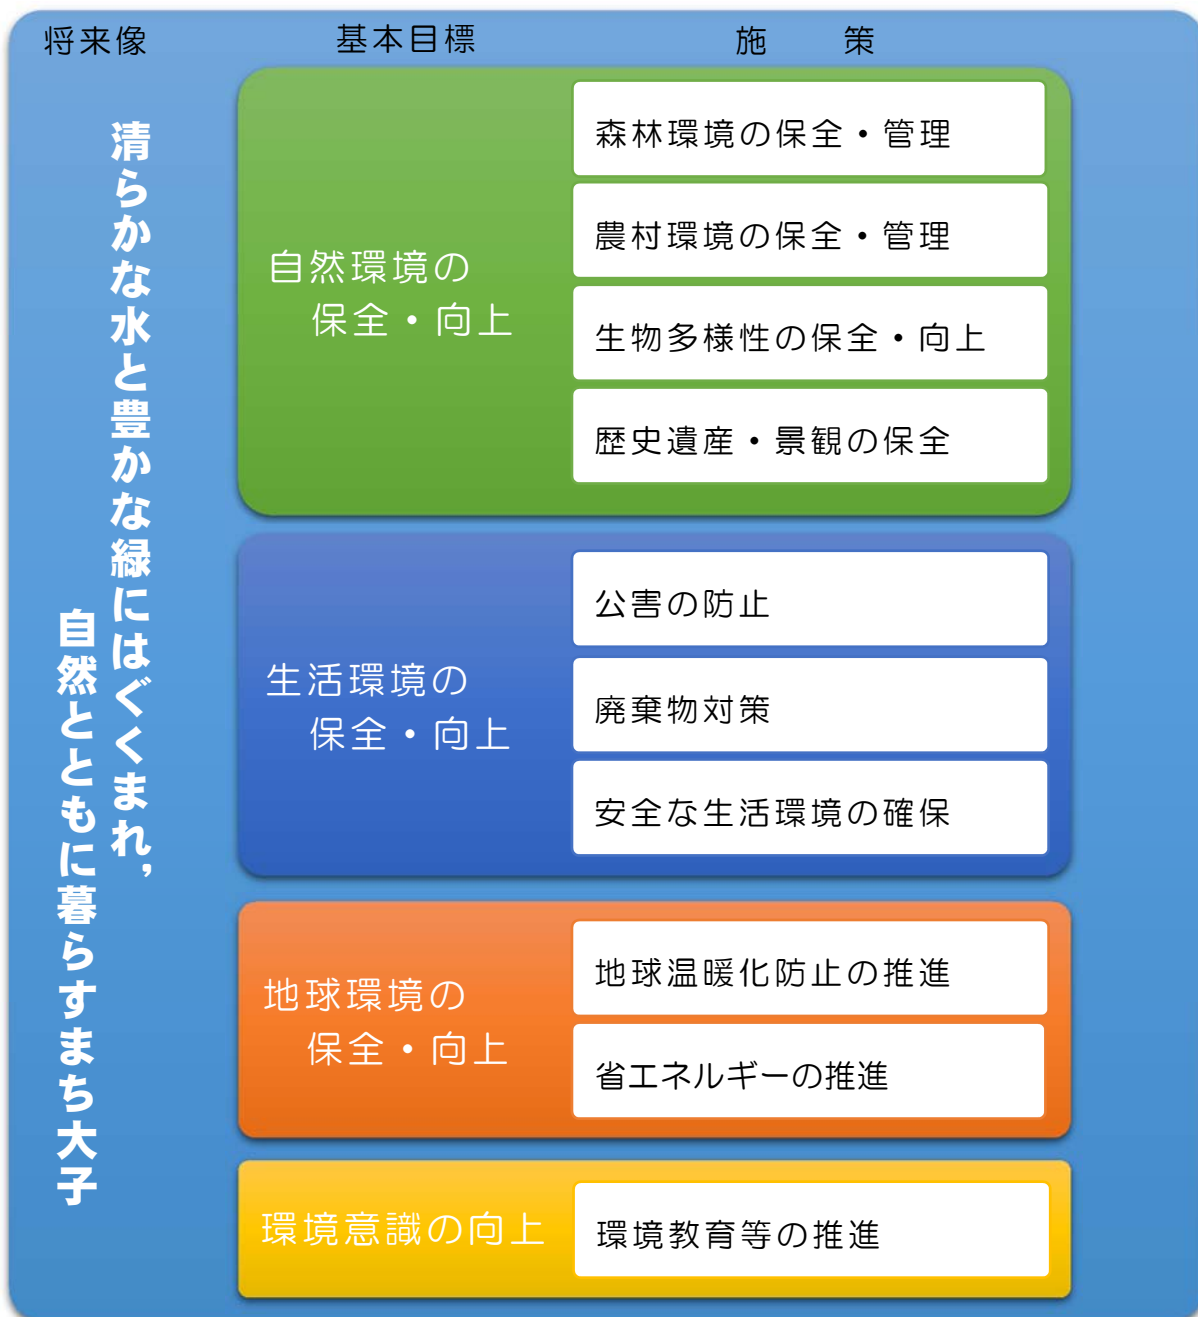 将来像
基本目標
施策
清らかな水と豊かな緑にはぐくまれ,
自然とともに暮らすまち大子
自然環境の
保全・向上
森林環境の保全・管理
農村環境の保全・管理
生物多様性の保全・向上
歴史遺産・景観の保全
生活環境の
保全・向上
公害の防止
廃棄物対策
安全な生活環境の確保
地球環境の
保全・向上
地球温暖化防止の推進
省エネルギーの推進
環境意識の向上
環境教育等の推進